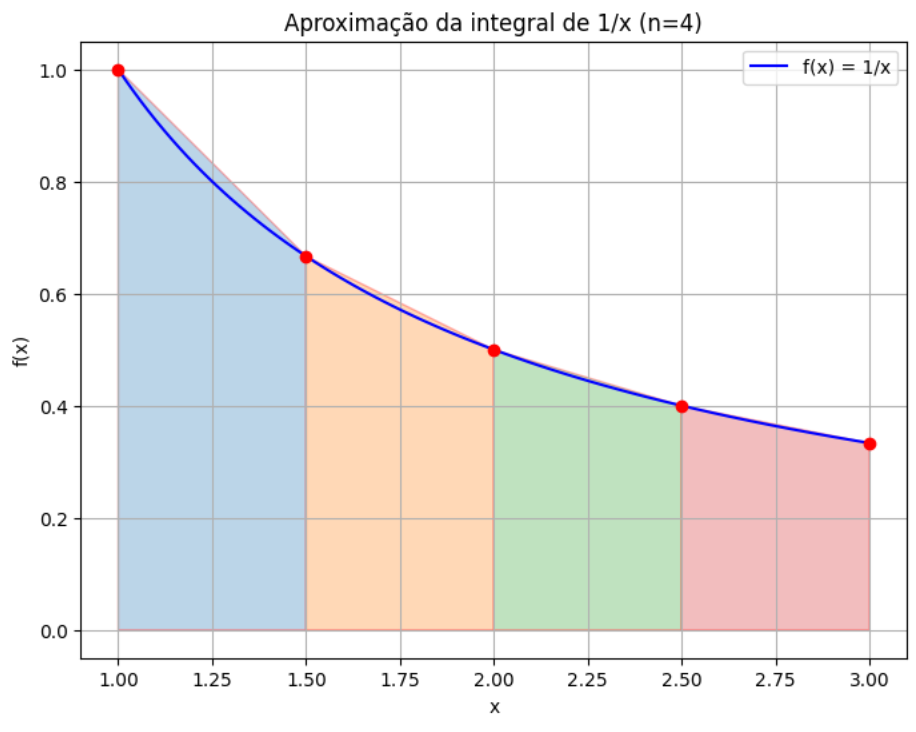 Aproximação da integral de 1/x (n=4)
f(x) = 1/x
1.0
0.8
0.6
0.4
0.2
0.0
f(x)
1.00 1.25 1.50 1.75 2.00 2.25 2.50 2.75 3.00
x